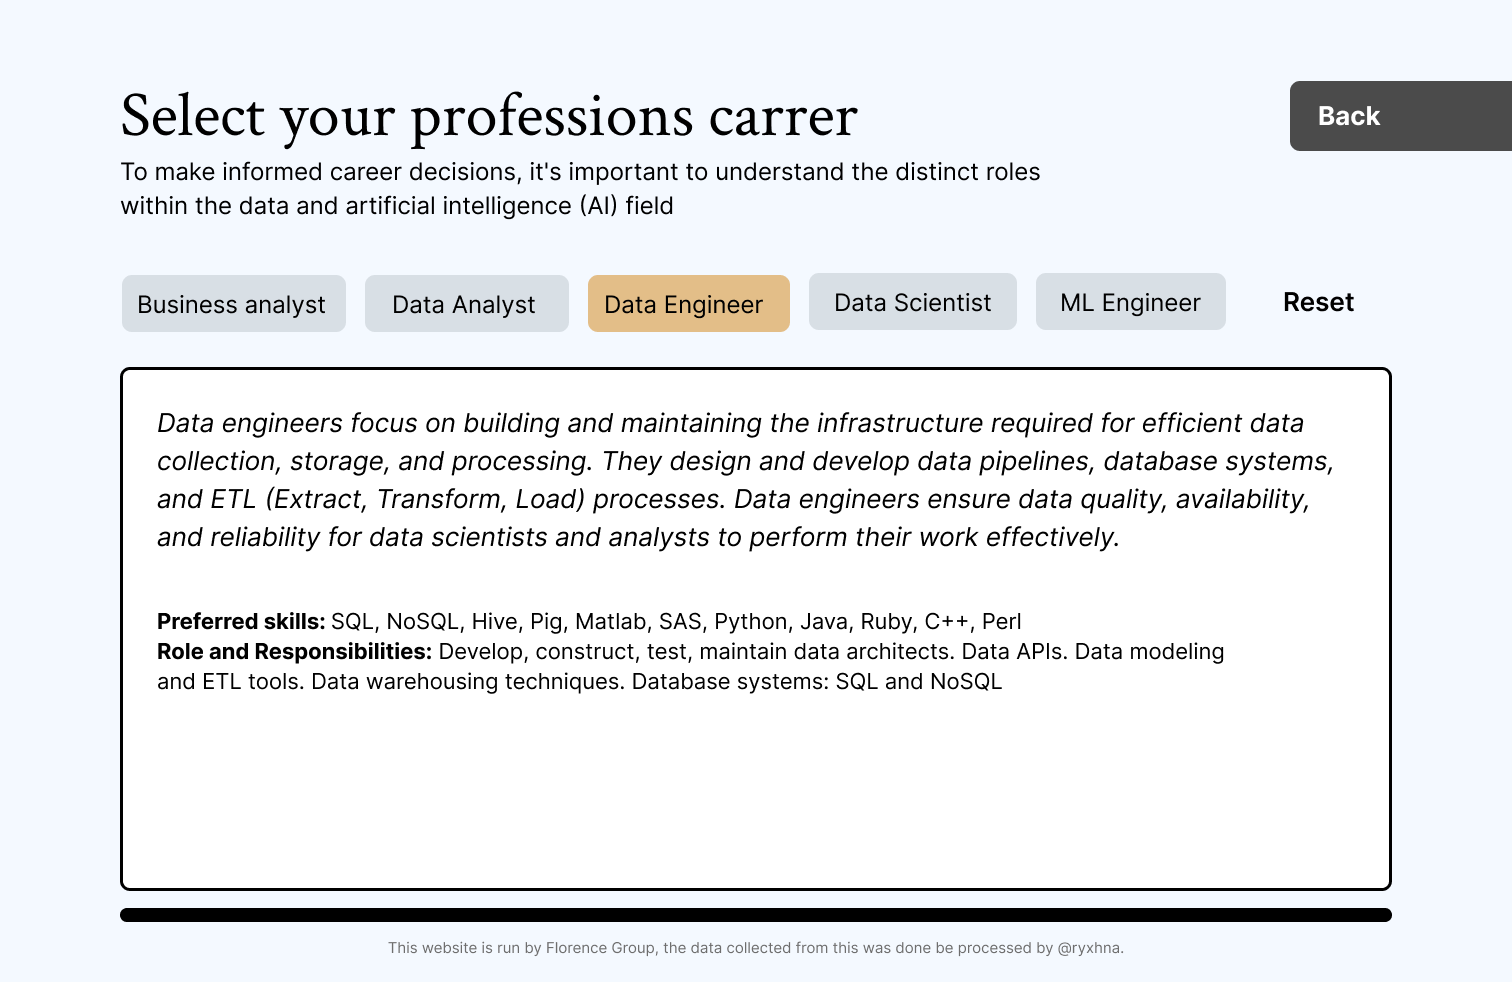 Select your professions carrer
Back
To make informed career decisions, it's important to understand the distinct roles
within the data and artificial intelligence (AI) field
Business analyst
Data Analyst
Data Engineer
Data Scientist
ML Engineer
Reset
Data engineers focus on building and maintaining the infrastructure required for efficient data
collection, storage, and processing. They design and develop data pipelines, database systems,
and ETL (Extract, Transform, Load) processes. Data engineers ensure data quality, availability,
and reliability for data scientists and analysts to perform their work effectively.
Preferred skills: SQL, NoSQL, Hive, Pig, Matlab, SAS, Python, Java, Ruby, C++, Perl
Role and Responsibilities: Develop, construct, test, maintain data architects. Data APIs. Data modeling
and ETL tools. Data warehousing techniques. Database systems: SQL and NoSQL
This website is run by Florence Group, the data collected from this was done be processed by @ryxhna.